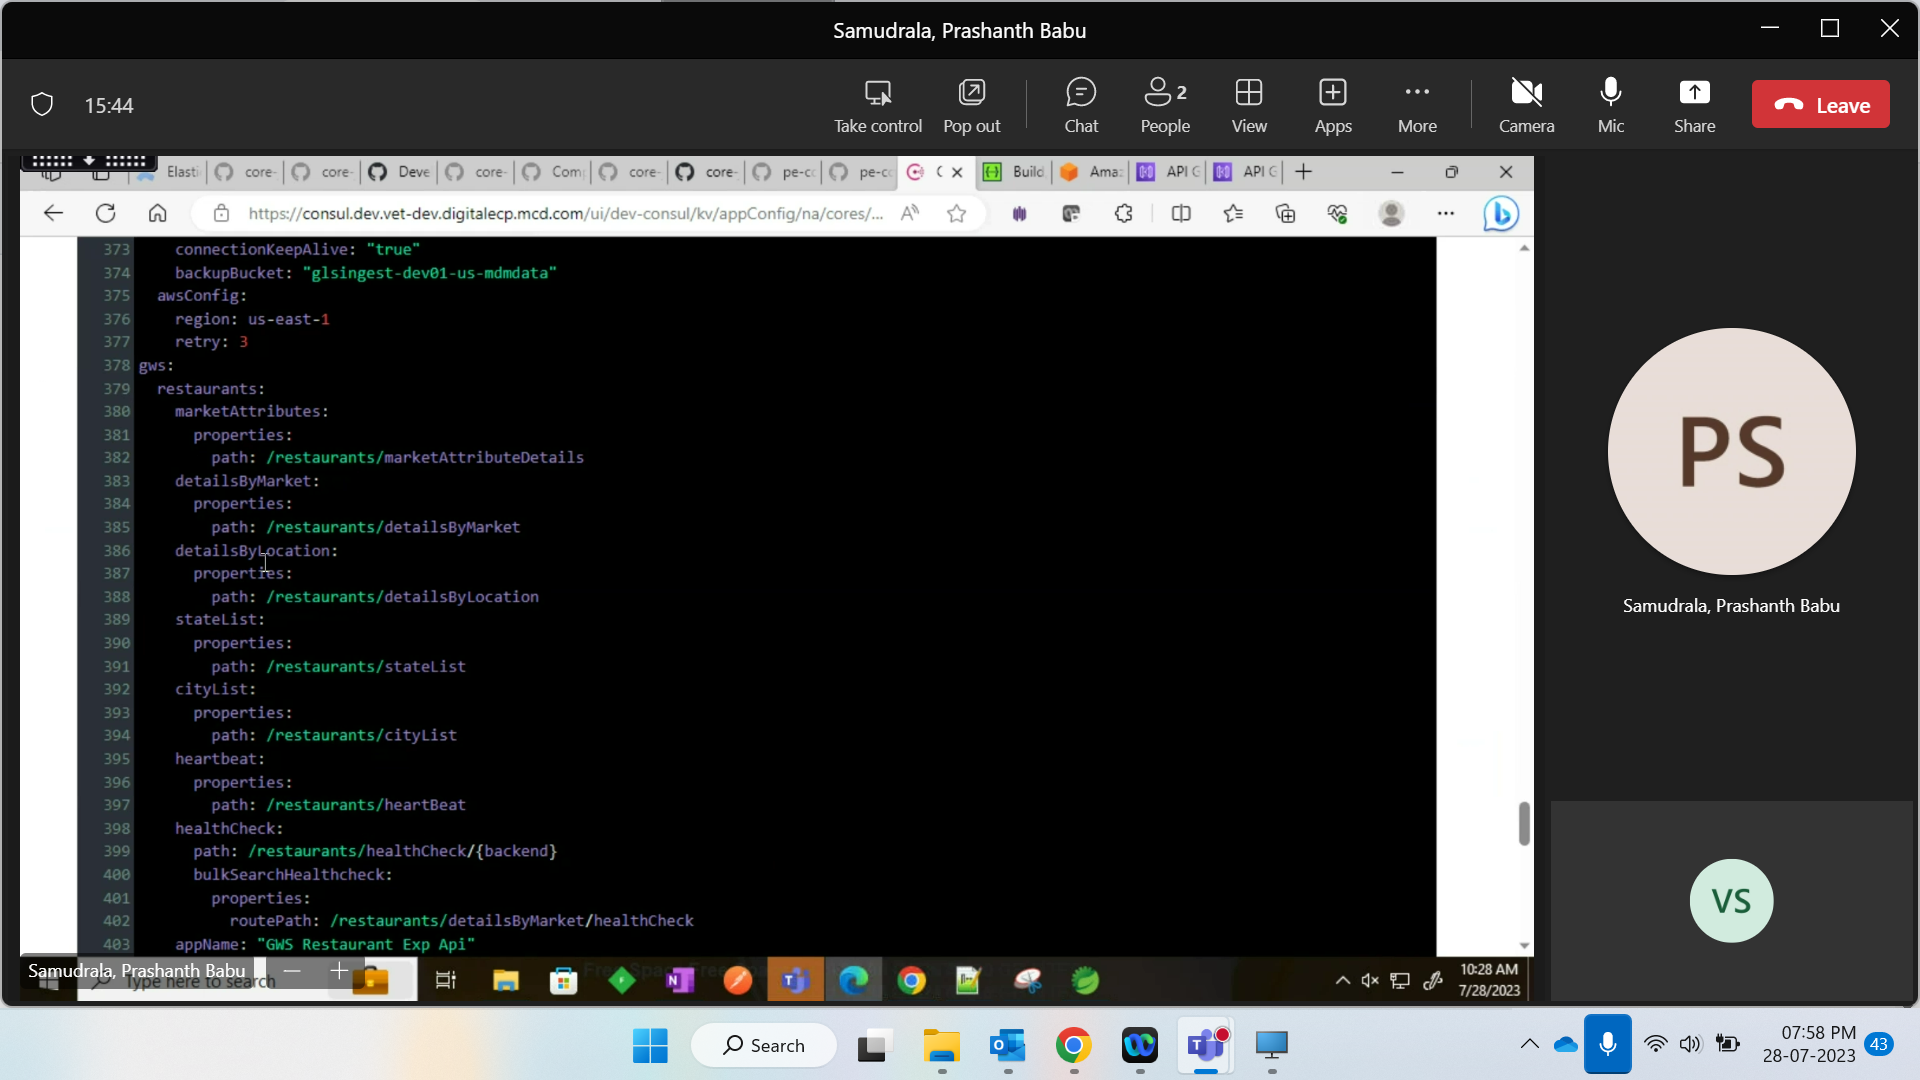 Samudrala, Prashanth Babu
15:44
Take control
Pop out
Chat
People
2
View
Apps
More
Camera
Mic
Share
Leave
Elasti
core-
core-
Deve
core-
Com
core-
core-
pe-cc
pe-cc
Build
Ama
API G
API G
https://consul.dev.vet-dev.digitalecp.mcd.com/ui/dev-consul/kv/appConfig/na/cores/...
373 connectionKeepAlive: "true"
374 backupBucket: "glsingest-dev01-us-mdmdata"
375 awsConfig:
376 region: us-east-1
377 retry: 3
378 gws:
379 restaurants:
380 marketAttributes:
381 properties:
382 path: /restaurants/marketAttributeDetails
383 detailsByMarket:
384 properties:
385 path: /restaurants/detailsByMarket
386 detailsByLocation:
387 properties:
388 path: /restaurants/detailsByLocation
389 stateList:
390 properties:
391 path: /restaurants/stateList
392 cityList:
393 properties:
394 path: /restaurants/cityList
395 heartbeat:
396 properties:
397 path: /restaurants/heartBeat
398 healthCheck:
399 path: /restaurants/healthCheck/{backend}
400 bulkSearchHealthcheck:
401 properties:
402 routePath: /restaurants/detailsByMarket/healthCheck
403 appName: "GWS Restaurant Exp Api"
PS
Samudrala, Prashanth Babu
VS
Samudrala, Prashanth Babu
Type here to search
10:28 AM
7/28/2023
Search
07:58 PM
28-07-2023
43